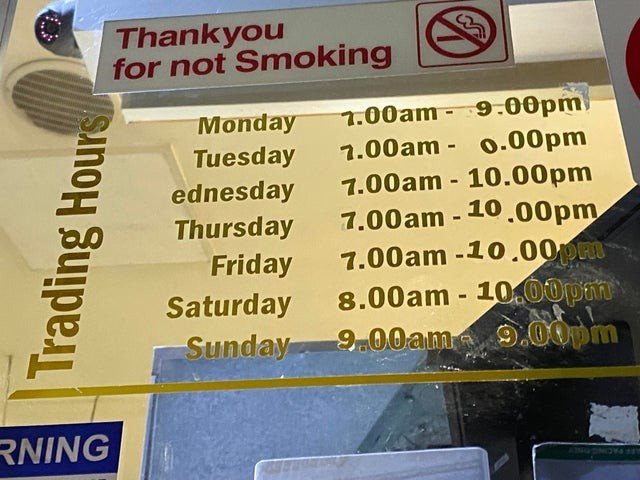 Thankyou
for not Smoking
Trading Hours
Monday 7.00am - 9.00pm
Tuesday 7.00am - 0.00pm
ednesday 7.00am - 10.00pm
Thursday 7.00am - 10.00pm
Friday 7.00am - 10.00pm
Saturday 8.00am - 10.00pm
Sunday 9.00am - 9.00pm
RNING